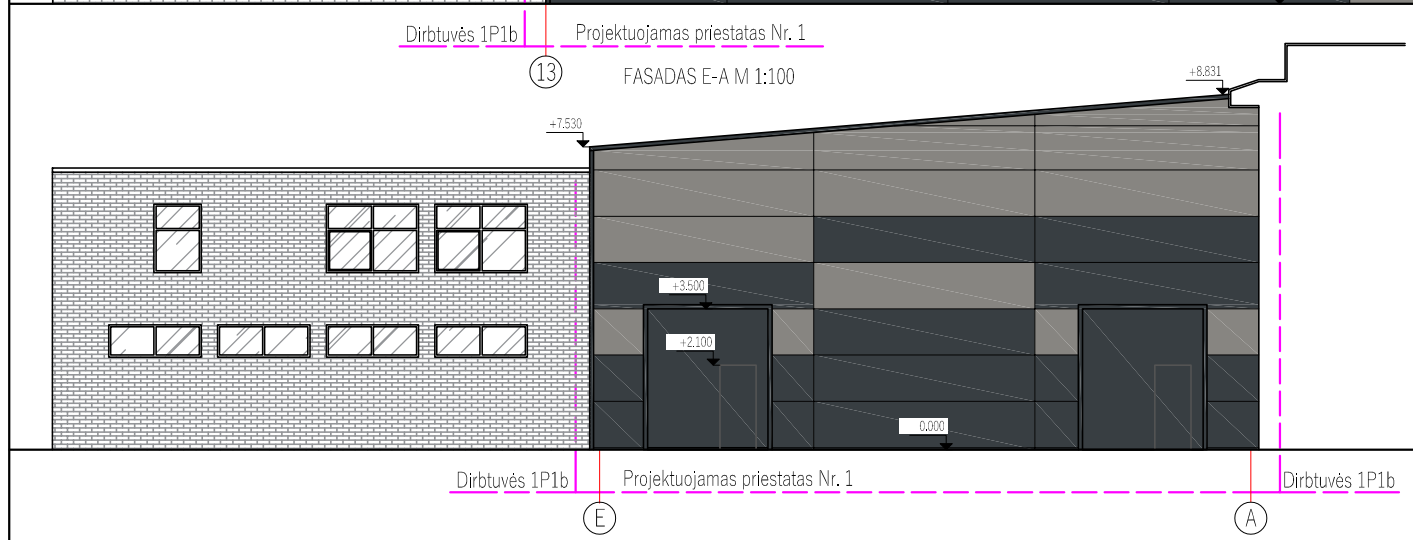 Dirbtuvės 1P1b
Projektuojamas priestatas Nr. 1
13
FASADAS E-A M 1:100
+8.831
+7.530
+3.500
+2.100
0.000
Dirbtuvės 1P1b
Projektuojamas priestatas Nr. 1
Dirbtuvės 1P1b
E
A